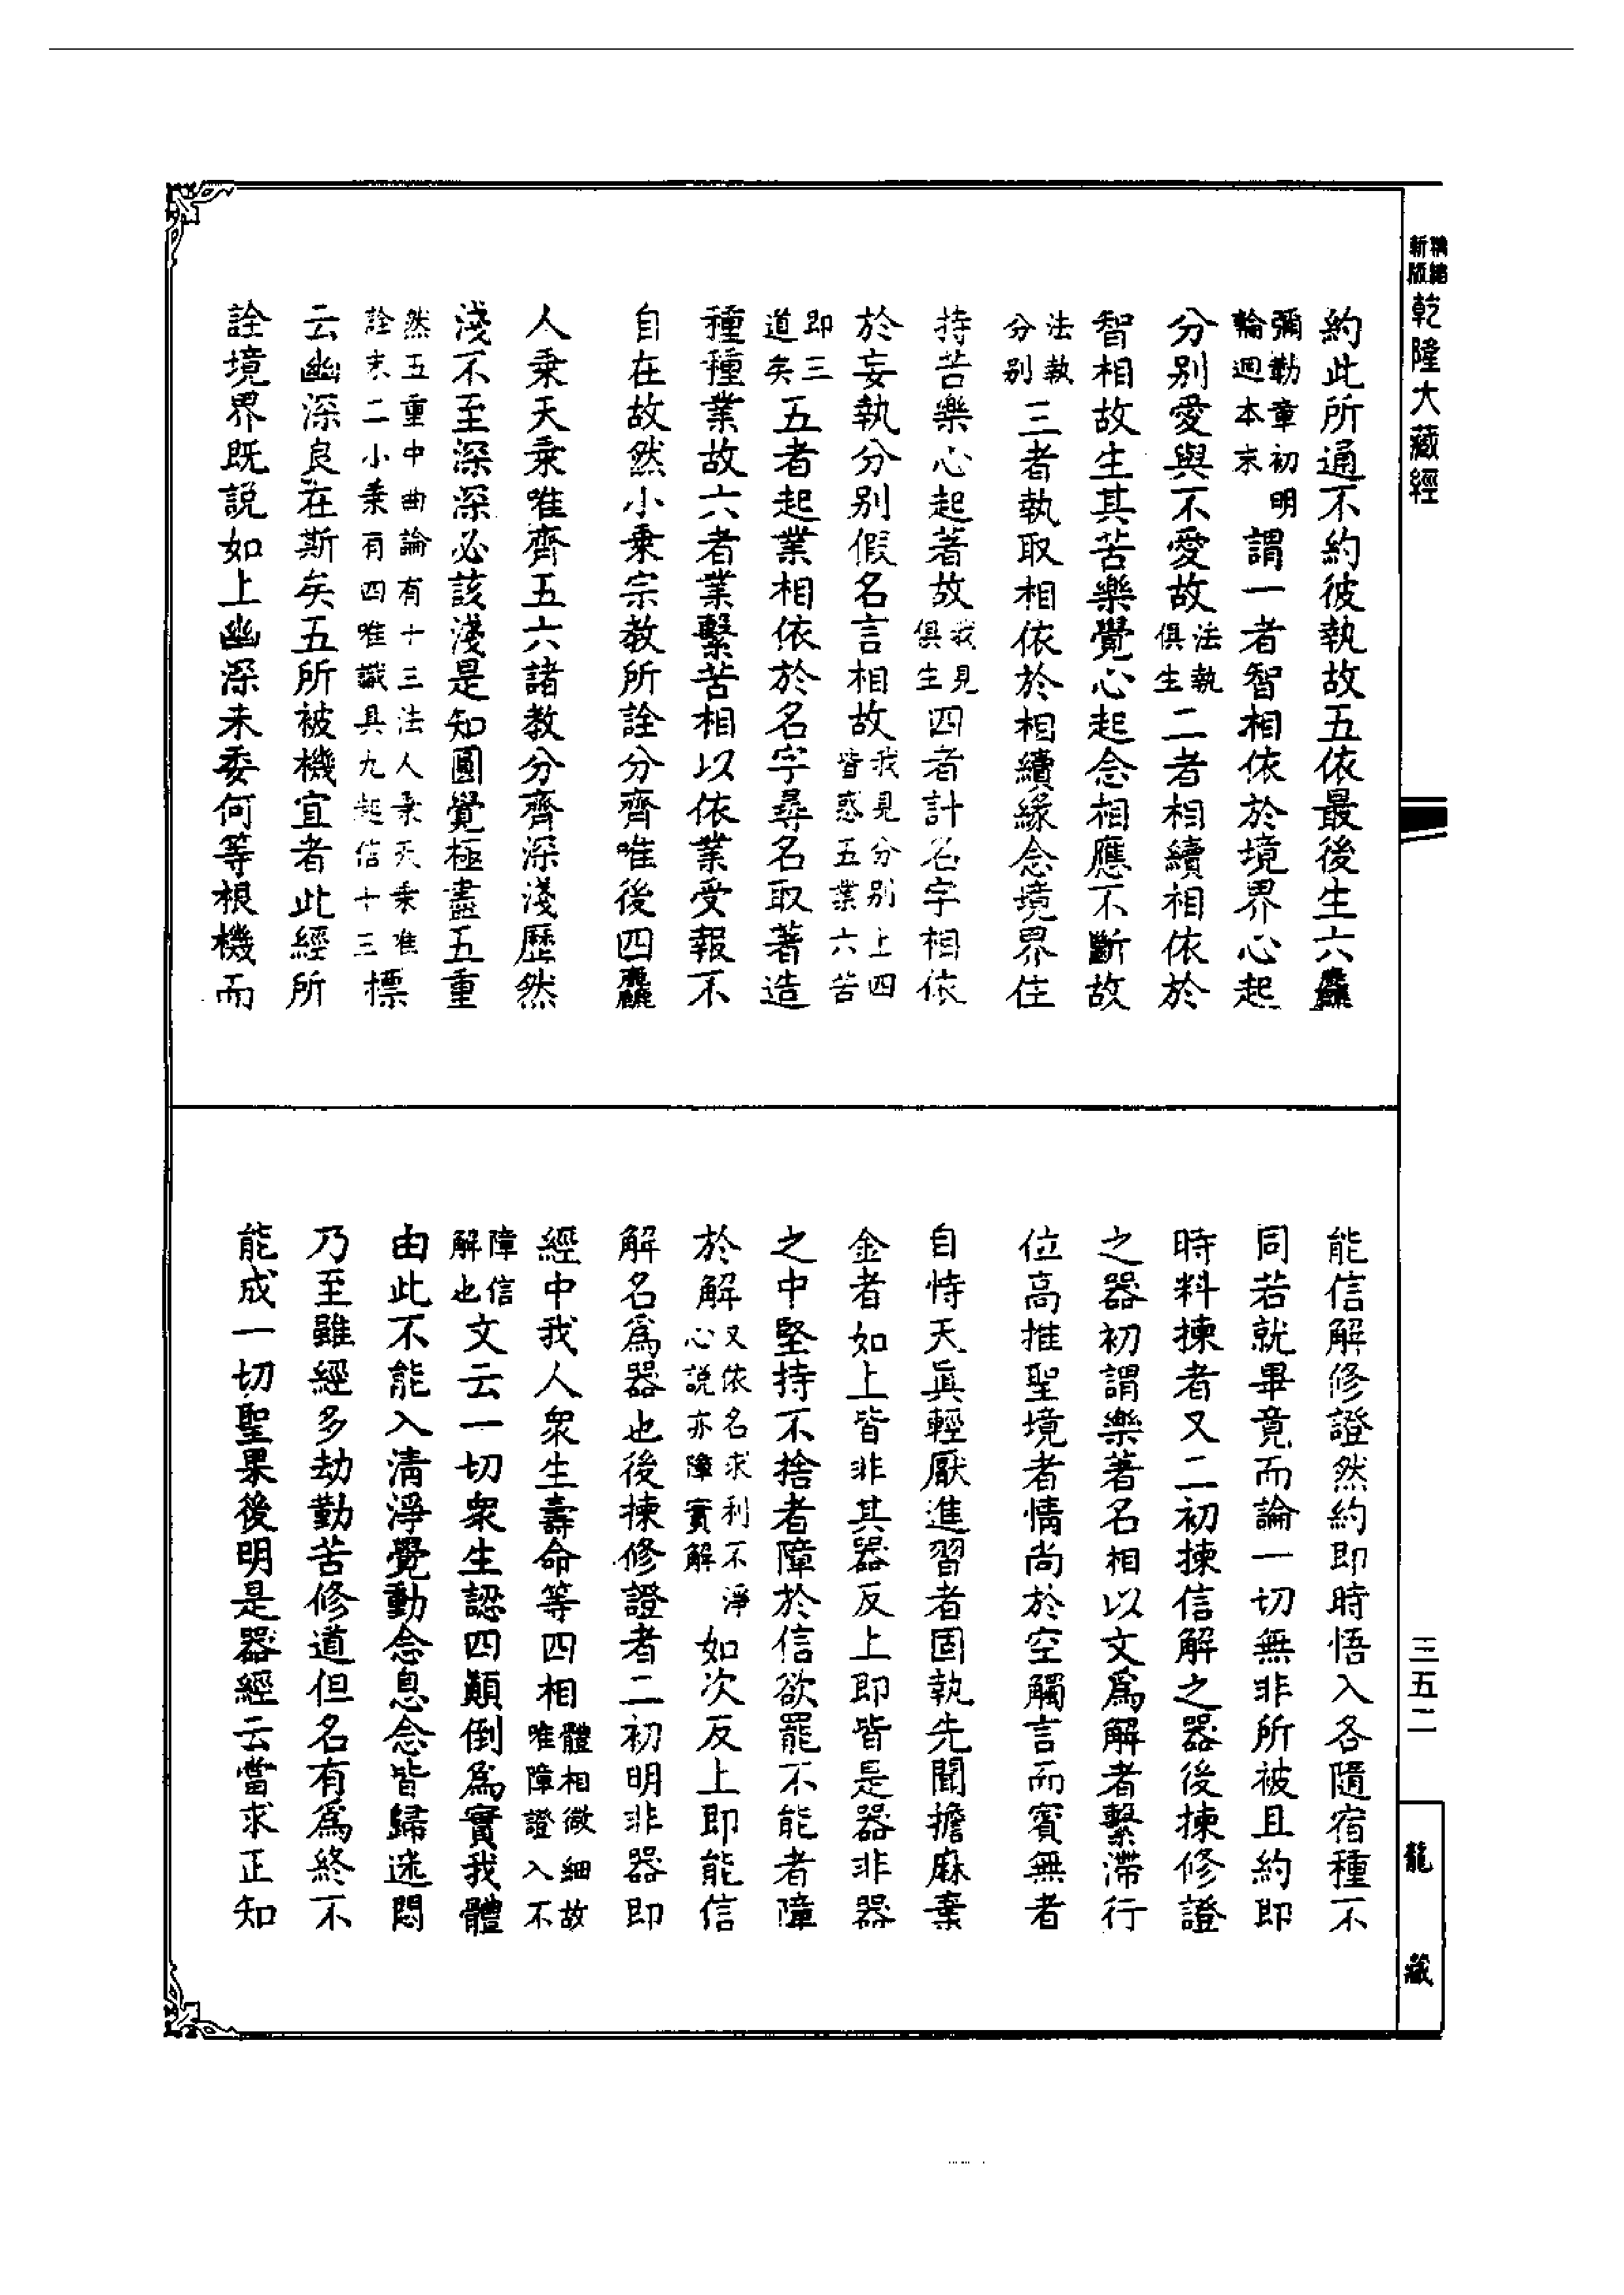 精縮
新版
乾隆大藏經
約此所通不約彼執故五依最後生六麤
彌勒章初明輪迴本末謂一者智相依於境界心起
分別愛與不愛故法執俱生二者相續相依於
智相故生其苦樂覺心起念相應不斷故
法執分別三者執取相依於相續緣念境界住
持苦樂心起著故我見俱生四者計名字相依
於妄執分別假名言相故我見分別上四皆惑五業六苦
即三道矣五者起業相依於名字尋名取著造
種種業故六者業繫苦相以依業受報不
自在故然小乘宗教所詮分齊唯後四麤
人乘天乘唯齊五六諸教分齊深淺歷然
淺不至深深必該淺是知圓覺極盡五重
然五重中曲論有十三法人乘天乘唯詮末二小乘有四唯識具九起信十三標
云幽深良在斯矣五所被機宜者此經所
詮境界既說如上幽深未委何等根機而
能信解修證然約即時悟入各隨宿種不
同若就畢竟而論一切無非所被且約即
時料揀者又二初揀信解之器後揀修證
之器初謂樂著名相以文為解者繫滯行
位高推聖境者情尚於空觸言而賓無者
自恃天眞輕厭進習者固執先聞擔麻棄
金者如上皆非其器反上即皆是器非器
之中堅持不捨者障於信欲罷不能者障
於解又依名求利不淨心說亦障實解如次反上即能信
解名爲器也後揀修證者二初明非器即
經中我人衆生壽命等四相體相微細故唯障證入不
障信解也文云一切衆生認四顛倒爲實我體
由此不能入清淨覺動念息念皆歸迷悶
乃至雖經多劫勤苦修道但名有爲終不
能成一切聖果後明是器經云當求正知
三五二
龍藏